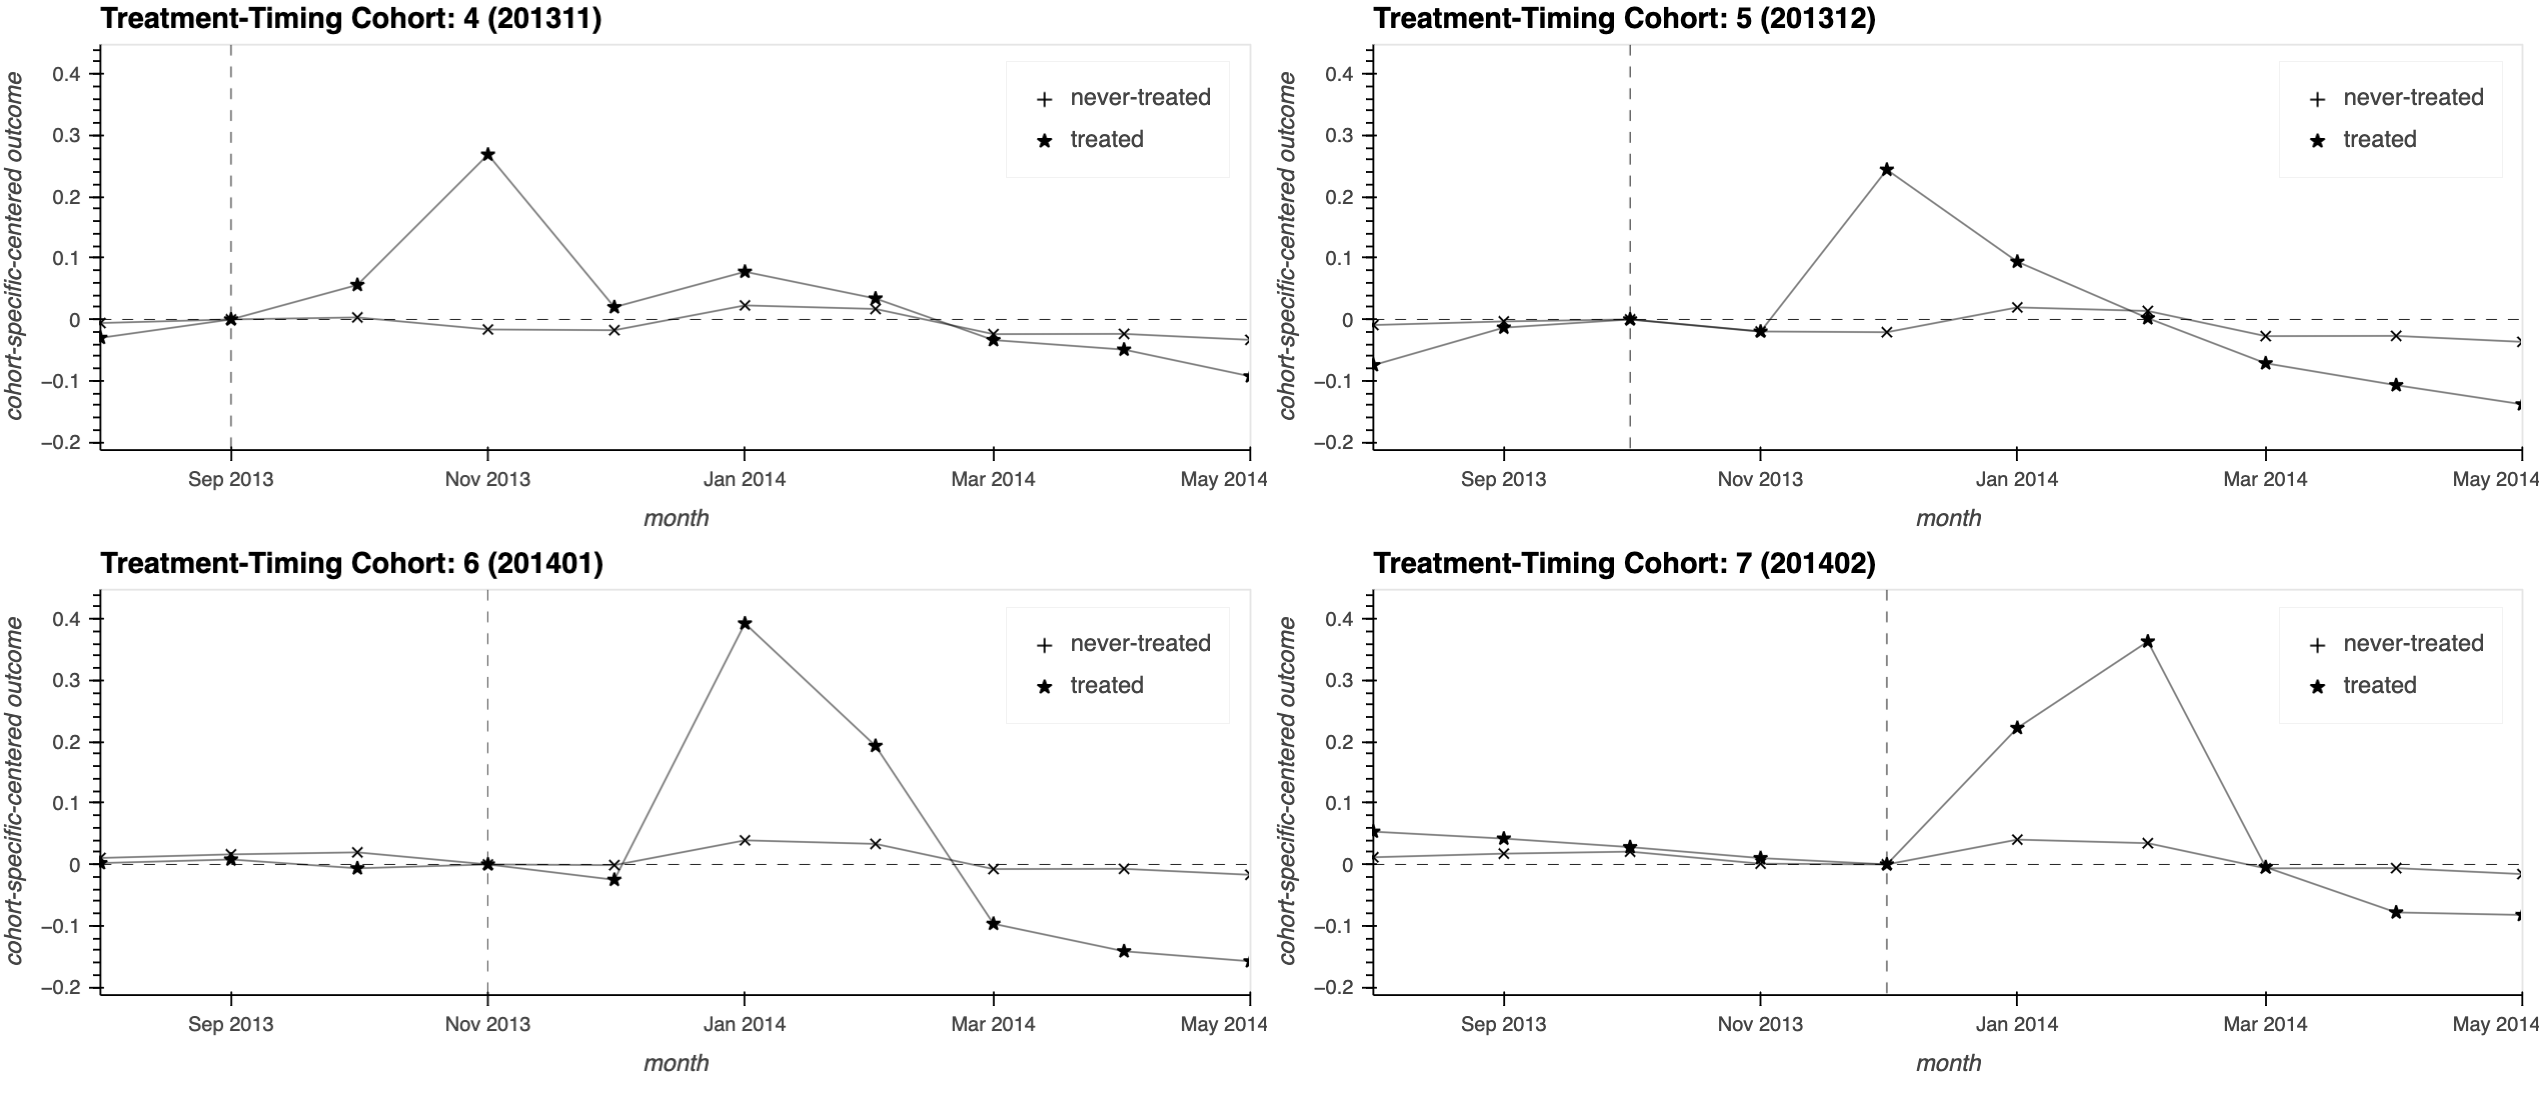 Treatment-Timing Cohort: 4 (201311)
cohort-specific-centered outcome
0.4
0.3
0.2
0.1
0
−0.1
−0.2
never-treated
treated
Sep 2013
Nov 2013
Jan 2014
Mar 2014
May 2014
month
Treatment-Timing Cohort: 5 (201312)
cohort-specific-centered outcome
0.4
0.3
0.2
0.1
0
−0.1
−0.2
never-treated
treated
Sep 2013
Nov 2013
Jan 2014
Mar 2014
May 2014
month
Treatment-Timing Cohort: 6 (201401)
cohort-specific-centered outcome
0.4
0.3
0.2
0.1
0
−0.1
−0.2
never-treated
treated
Sep 2013
Nov 2013
Jan 2014
Mar 2014
May 2014
month
Treatment-Timing Cohort: 7 (201402)
cohort-specific-centered outcome
0.4
0.3
0.2
0.1
0
−0.1
−0.2
never-treated
treated
Sep 2013
Nov 2013
Jan 2014
Mar 2014
May 2014
month